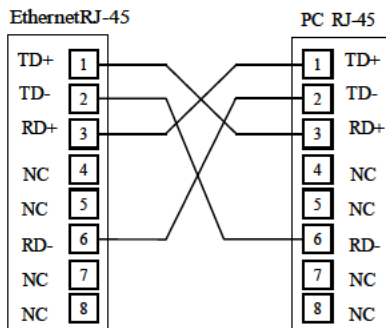 EthernetRJ-45 PC RJ-45
TD+ 1 1 TD+
TD- 2 2 TD-
RD+ 3 3 RD+
NC 4 4 NC
NC 5 5 NC
RD- 6 6 RD-
NC 7 7 NC
NC 8 8 NC